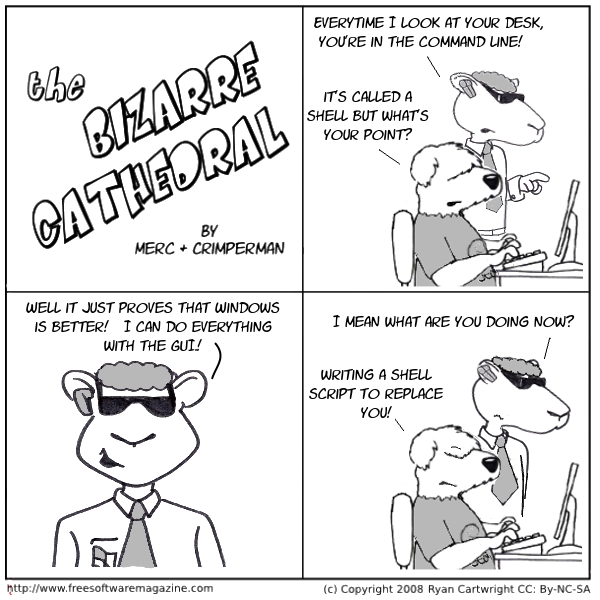 the
BIZARRE
CATHEDRAL
BY
MERC + CRIMPERMAN
EVERYTIME I LOOK AT YOUR DESK,
YOU'RE IN THE COMMAND LINE!
IT'S CALLED A
SHELL BUT WHAT'S
YOUR POINT?
WELL IT JUST PROVES THAT WINDOWS
IS BETTER! I CAN DO EVERYTHING
WITH THE GUI!
I MEAN WHAT ARE YOU DOING NOW?
WRITING A SHELL
SCRIPT TO REPLACE
YOU!
http://www.freesoftwaremagazine.com
(c) Copyright 2008 Ryan Cartwright CC: By-NC-SA